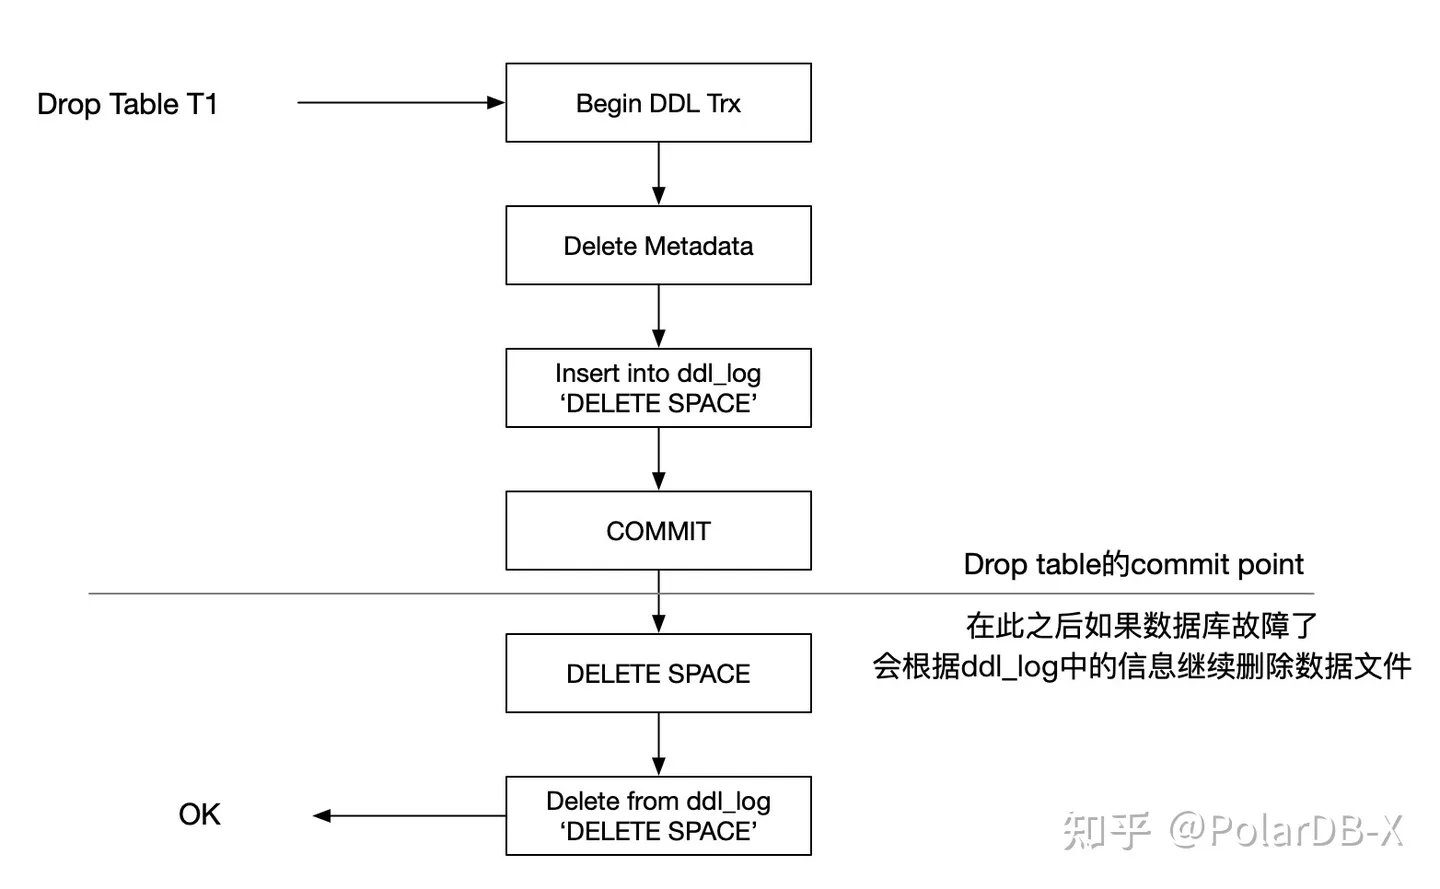 Drop Table T1
Begin DDL Trx
Delete Metadata
Insert into ddl_log
‘DELETE SPACE’
COMMIT
Drop table的commit point
在此之后如果数据库故障了
会根据ddl_log中的信息继续删除数据文件
DELETE SPACE
Delete from ddl_log
‘DELETE SPACE’
OK
知乎 @PolarDB-X